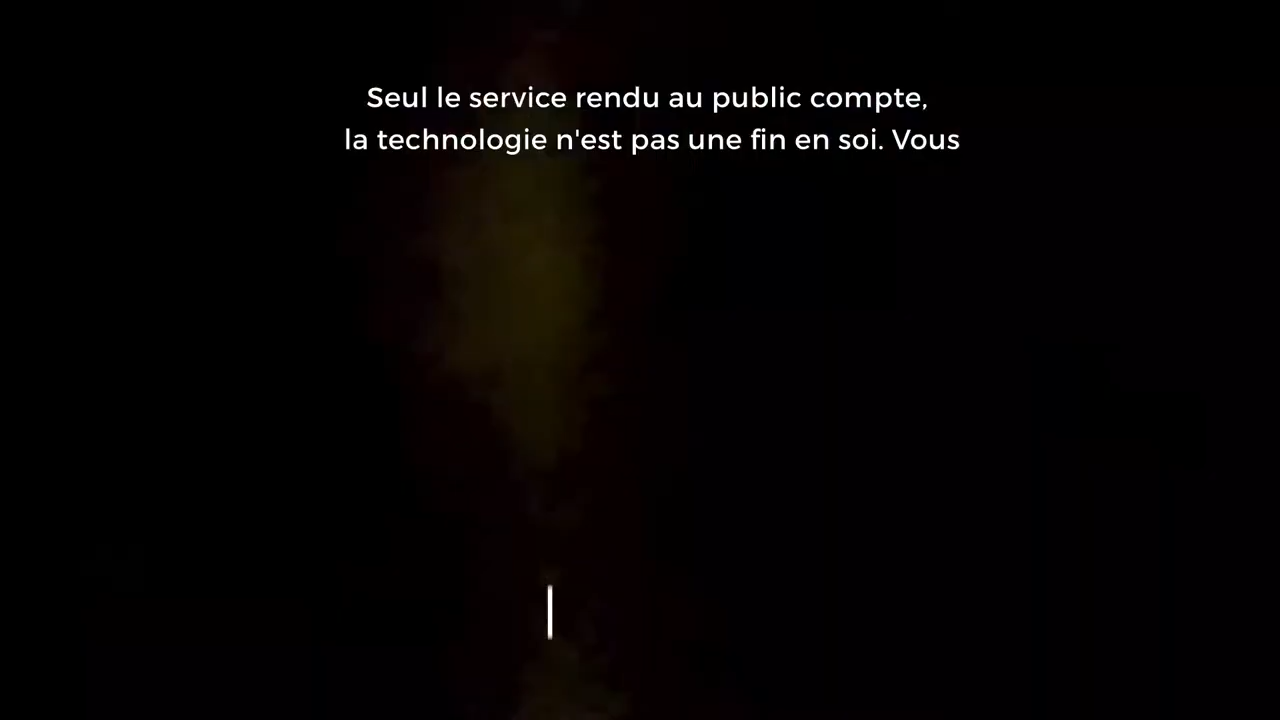 Seul le service rendu au public compte,
la technologie n'est pas une fin en soi. Vous